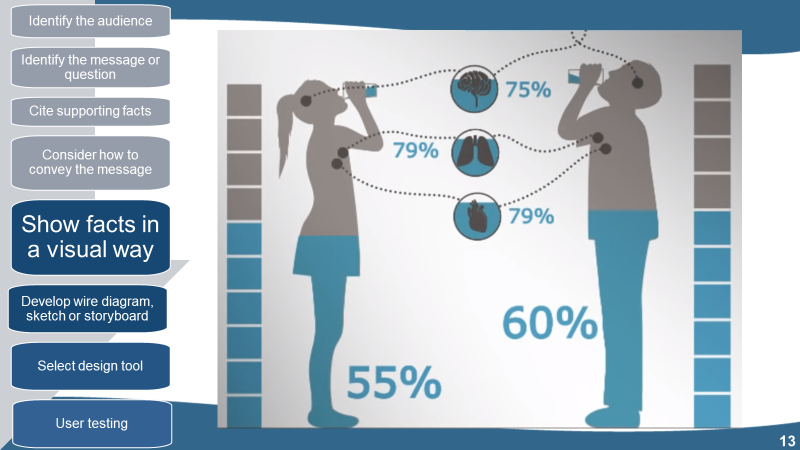 Identify the audience
Identify the message or
question
Cite supporting facts
Consider how to
convey the message
Show facts in
a visual way
Develop wire diagram,
sketch or storyboard
Select design tool
User testing
75%
79%
79%
60%
55%
13